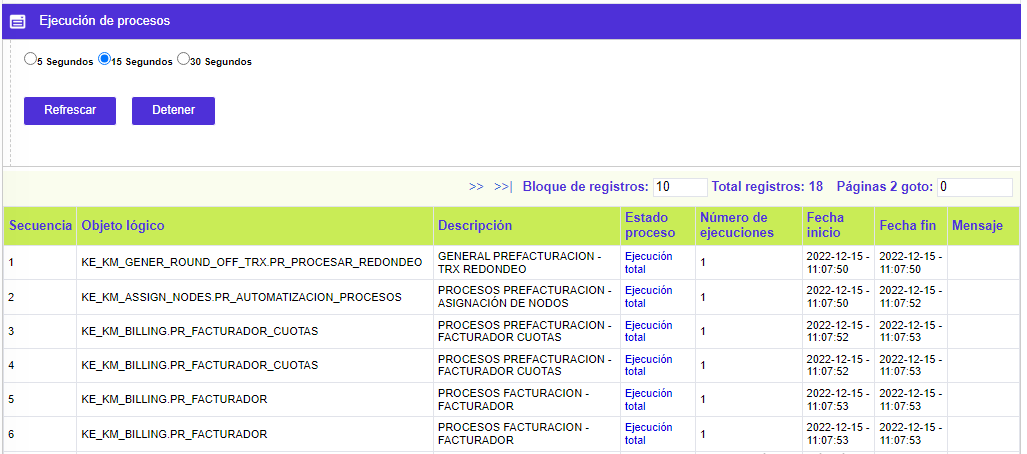 Ejecución de procesos
5 Segundos 15 Segundos 30 Segundos
Refrescar Detener
>> >>| Bloque de registros: 10 Total registros: 18 Páginas 2 goto: 0
Secuencia Objeto lógico Descripción Estado proceso Número de ejecuciones Fecha inicio Fecha fin Mensaje
1 KE_KM_GENER_ROUND_OFF_TRX.PR_PROCESAR_REDONDEO GENERAL PREFACTURACION - TRX REDONDEO Ejecución total 1 2022-12-15 - 11:07:50 2022-12-15 - 11:07:50
2 KE_KM_ASSIGN_NODES.PR_AUTOMATIZACION_PROCESOS PROCESOS PREFACTURACION - ASIGNACIÓN DE NODOS Ejecución total 1 2022-12-15 - 11:07:50 2022-12-15 - 11:07:52
3 KE_KM_BILLING.PR_FACTURADOR_CUOTAS PROCESOS PREFACTURACION - FACTURADOR CUOTAS Ejecución total 1 2022-12-15 - 11:07:52 2022-12-15 - 11:07:53
4 KE_KM_BILLING.PR_FACTURADOR_CUOTAS PROCESOS PREFACTURACION - FACTURADOR CUOTAS Ejecución total 1 2022-12-15 - 11:07:52 2022-12-15 - 11:07:53
5 KE_KM_BILLING.PR_FACTURADOR PROCESOS FACTURACION - FACTURADOR Ejecución total 1 2022-12-15 - 11:07:53 2022-12-15 - 11:07:53
6 KE_KM_BILLING.PR_FACTURADOR PROCESOS FACTURACION - FACTURADOR Ejecución total 1 2022-12-15 - 11:07:53 2022-12-15 - 11:07:53